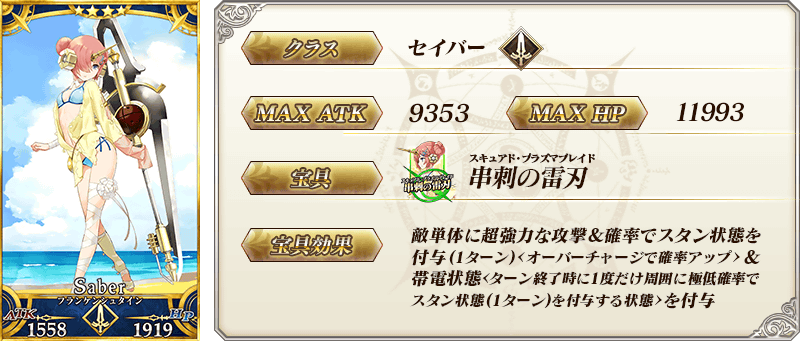 Saber
フランケンシュタイン
ATK
1558
HP
1919
クラス
セイバー
MAX ATK
9353
MAX HP
11993
宝具
スキュアド・プラズマブレイド
串刺の雷刃
串刺の雷刃
宝具効果
敵単体に超強力な攻撃&確率でスタン状態を
付与(1ターン)<オーバーチャージで確率アップ>&
帯電状態<ターン終了時に1度だけ周囲に極低確率で
スタン状態(1ターン)を付与する状態>を付与